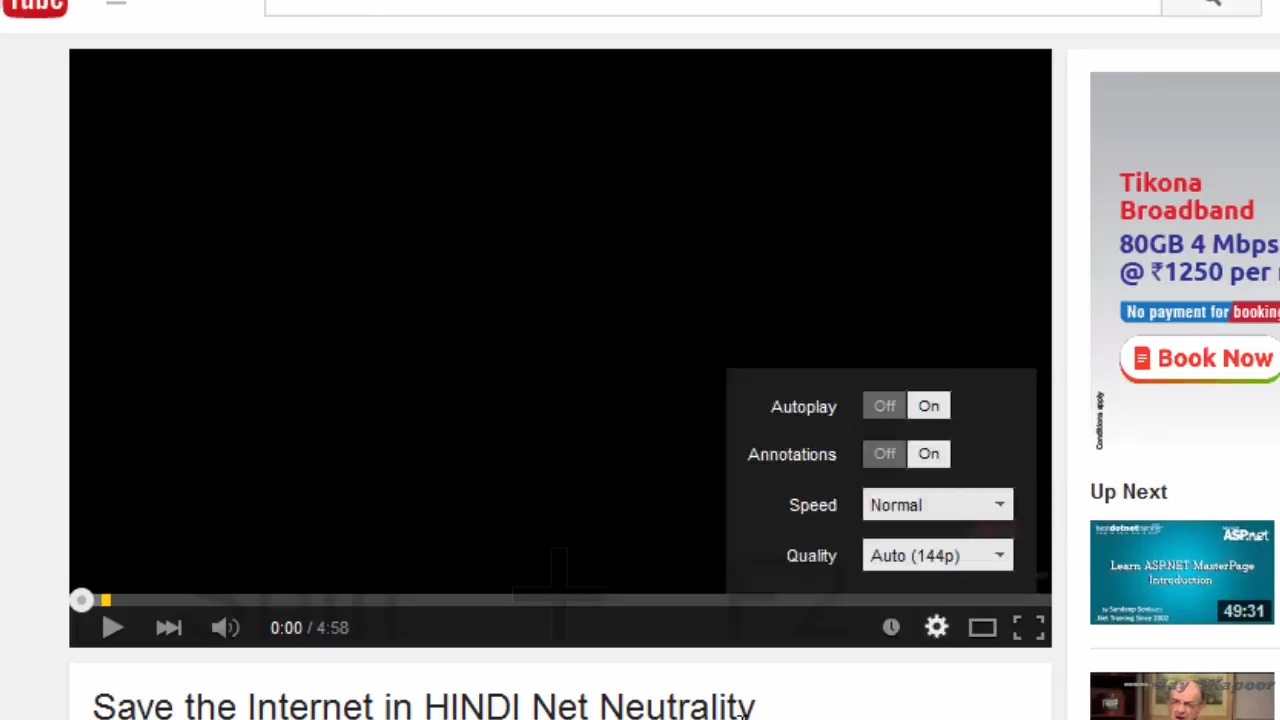 Tube
Tikona
Broadband
80GB 4 Mbps
@ ₹1250 per
No payment for booking
Book Now
Conditions apply
Autoplay Off On
Annotations Off On
Speed Normal
Quality Auto (144p)
0:00 / 4:58
Up Next
ASP.net
Learn ASP.NET MasterPage
Introduction
49:31
Save the Internet in HINDI Net Neutrality